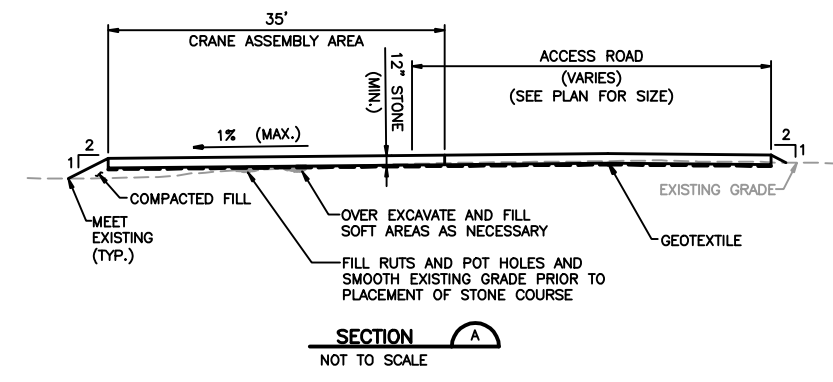 35'
CRANE ASSEMBLY AREA
12" STONE
(MIN.)
ACCESS ROAD
(VARIES)
(SEE PLAN FOR SIZE)
1% (MAX.)
2
1
2
1
COMPACTED FILL
EXISTING GRADE
MEET
EXISTING
(TYP.)
OVER EXCAVATE AND FILL
SOFT AREAS AS NECESSARY
GEOTEXTILE
FILL RUTS AND POT HOLES AND
SMOOTH EXISTING GRADE PRIOR TO
PLACEMENT OF STONE COURSE
SECTION
A
NOT TO SCALE